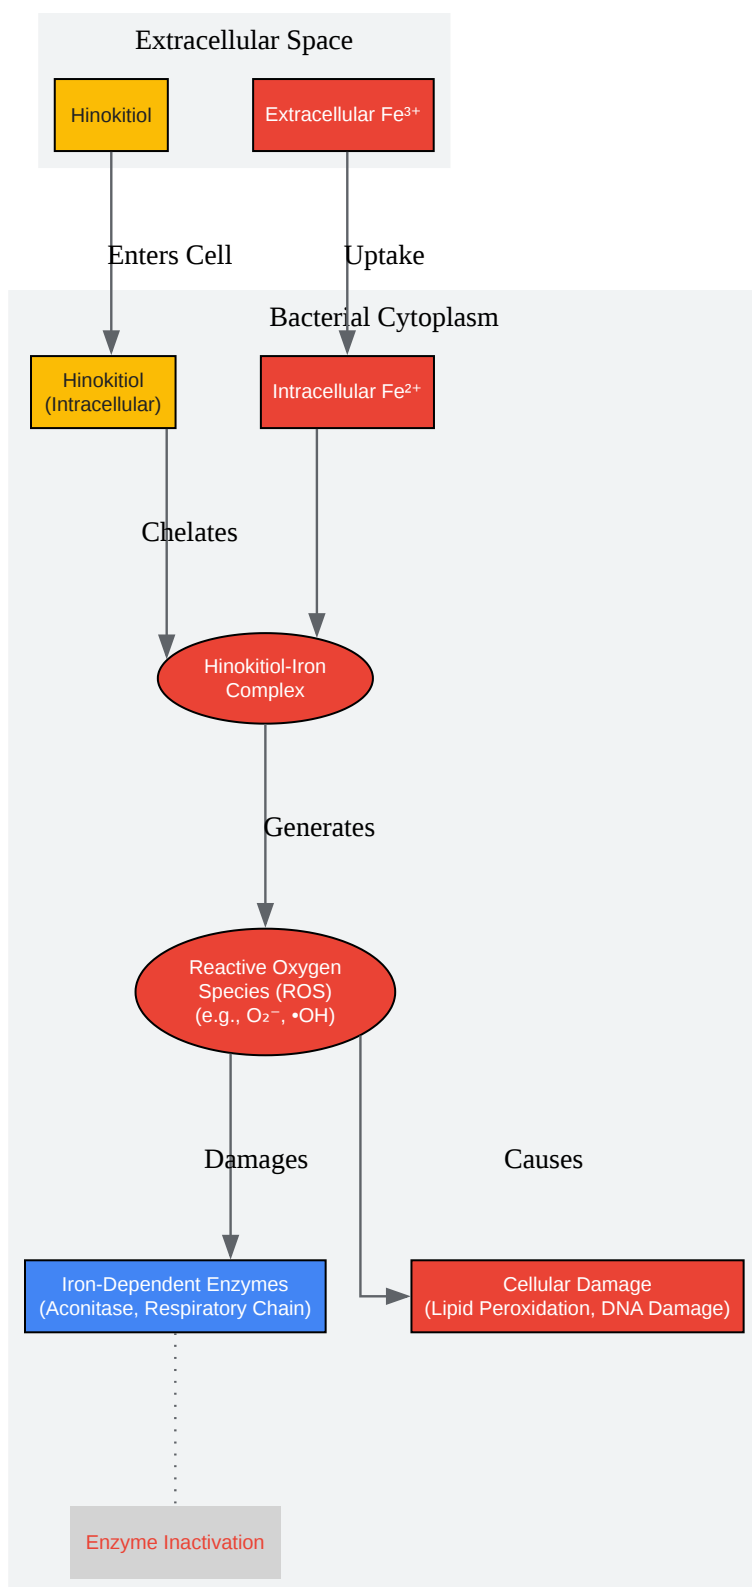 Extracellular Space
Hinokitiol
Extracellular Fe³⁺
Enters Cell
Uptake
Bacterial Cytoplasm
Hinokitiol
(Intracellular)
Intracellular Fe²⁺
Chelates
Hinokitiol-Iron
Complex
Generates
Reactive Oxygen
Species (ROS)
(e.g., O₂⁻, •OH)
Damages
Causes
Iron-Dependent Enzymes
(Aconitase, Respiratory Chain)
Cellular Damage
(Lipid Peroxidation, DNA Damage)
Enzyme Inactivation